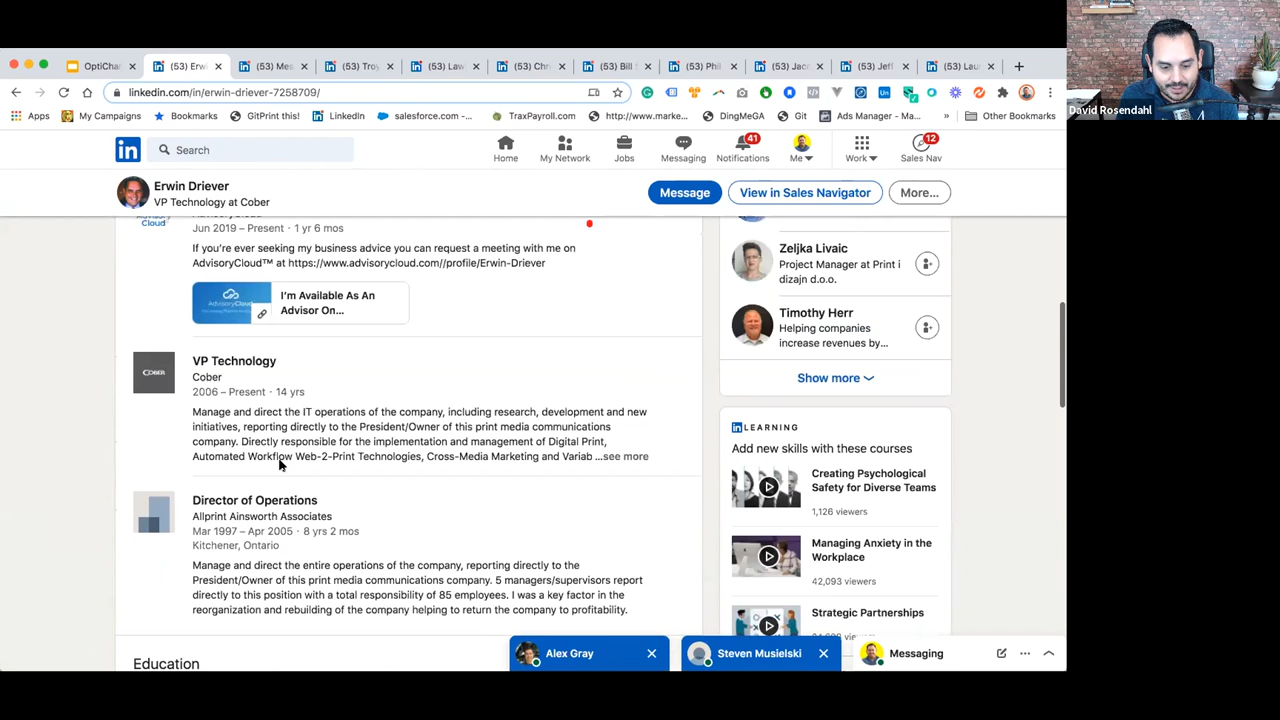 OptiChar
(53) Erwi
(53) Mes
(53) Troy
(53) Law
(53) Chri
(53) Bill S
(53) Phil
(53) Jac
(53) Jeff
(53) Lau
linkedin.com/in/erwin-driever-7258709/
Apps
My Campaigns
Bookmarks
GitPrint this!
LinkedIn
salesforce.com -...
TraxPayroll.com
http://www.marke...
DingMeGA
Git
Ads Manager - Ma...
»
Other Bookmarks
David Rosendahl
in
Search
Home
My Network
Jobs
Messaging
41
Notifications
Me
Work
12
Sales Nav
Erwin Driever
VP Technology at Cober
Message
View in Sales Navigator
More...
Cloud
Jun 2019 – Present · 1 yr 6 mos
If you're ever seeking my business advice you can request a meeting with me on
AdvisoryCloud™ at https://www.advisorycloud.com//profile/Erwin-Driever
I'm Available As An
Advisor On...
COBER
VP Technology
Cober
2006 – Present · 14 yrs
Manage and direct the IT operations of the company, including research, development and new
initiatives, reporting directly to the President/Owner of this print media communications
company. Directly responsible for the implementation and management of Digital Print,
Automated Workflow Web-2-Print Technologies, Cross-Media Marketing and Variab ...see more
Director of Operations
Allprint Ainsworth Associates
Mar 1997 – Apr 2005 · 8 yrs 2 mos
Kitchener, Ontario
Manage and direct the entire operations of the company, reporting directly to the
President/Owner of this print media communications company. 5 managers/supervisors report
directly to this position with a total responsibility of 85 employees. I was a key factor in the
reorganization and rebuilding of the company helping to return the company to profitability.
Education
Zeljka Livaic
Project Manager at Print i
dizajn d.o.o.
Timothy Herr
Helping companies
increase revenues by...
Show more
in LEARNING
Add new skills with these courses
Creating Psychological
Safety for Diverse Teams
1,126 viewers
Managing Anxiety in the
Workplace
42,093 viewers
Strategic Partnerships
Alex Gray
Steven Musielski
Messaging